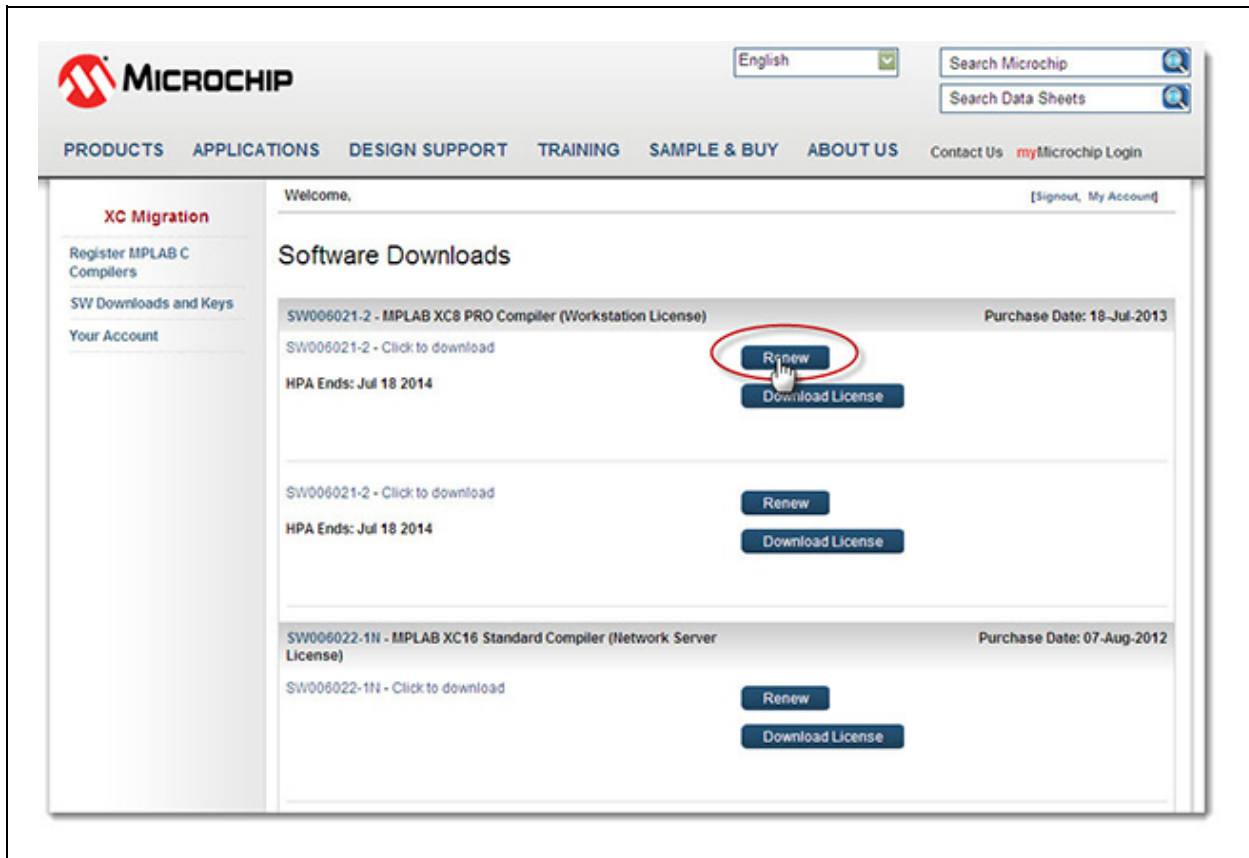 MICROCHIP
English
Search Microchip
Search Data Sheets
PRODUCTS APPLICATIONS DESIGN SUPPORT TRAINING SAMPLE & BUY ABOUT US Contact Us myMicrochip Login
XC Migration
Register MPLAB C
Compilers
SW Downloads and Keys
Your Account
Welcome,
[Signout, My Account]
Software Downloads
SW006021-2 - MPLAB XC8 PRO Compiler (Workstation License) Purchase Date: 18-Jul-2013
SW006021-2 - Click to download
Renew
HPA Ends: Jul 18 2014
Download License
SW006021-2 - Click to download
Renew
HPA Ends: Jul 18 2014
Download License
SW006022-1N - MPLAB XC16 Standard Compiler (Network Server
License)
Purchase Date: 07-Aug-2012
SW006022-1N - Click to download
Renew
Download License